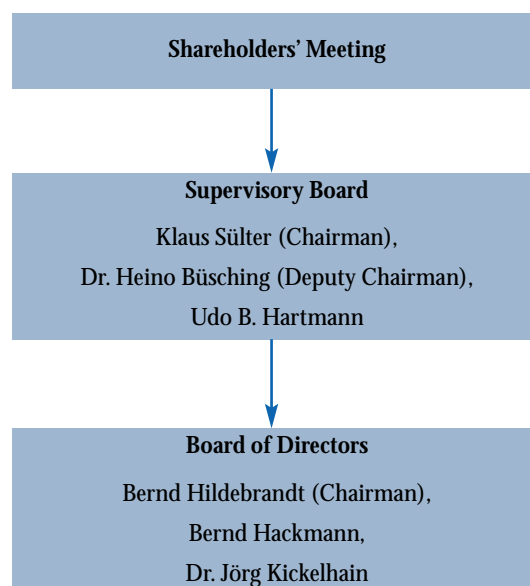 Shareholders’ Meeting
Supervisory Board
Klaus Sülter (Chairman),
Dr. Heino Büsching (Deputy Chairman),
Udo B. Hartmann
Board of Directors
Bernd Hildebrandt (Chairman),
Bernd Hackmann,
Dr. Jörg Kickelhain